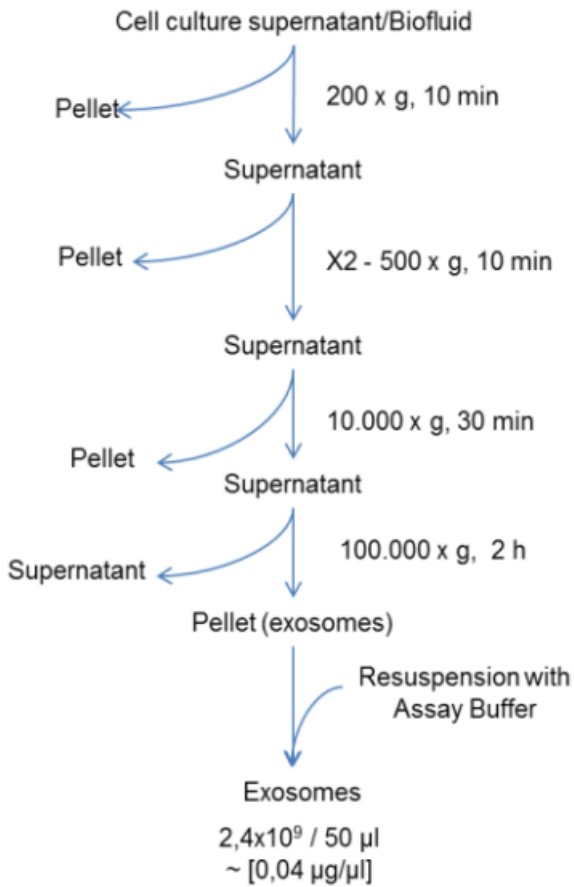 Cell culture supernatant/Biofluid
200 x g, 10 min
Pellet
Supernatant
Pellet
X2 - 500 x g, 10 min
Supernatant
10.000 x g, 30 min
Pellet
Supernatant
100.000 x g, 2 h
Supernatant
Pellet (exosomes)
Resuspension with
Assay Buffer
Exosomes
2,4x10⁹ / 50 µl
~ [0,04 µg/µl]